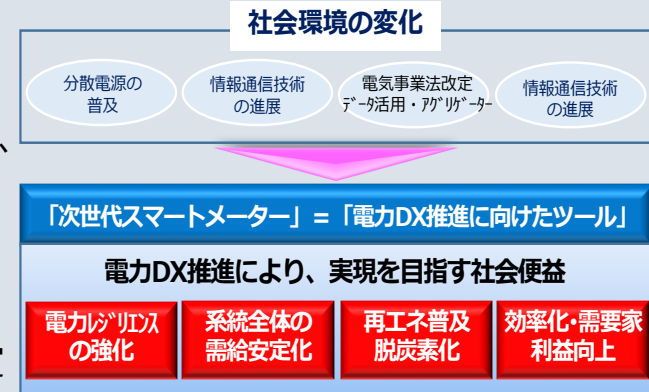 社会環境の変化
分散電源の
普及
情報通信技術
の進展
電気事業法改定
ﾃﾞｰﾀ活用・ｱｸﾞﾘｹﾞｰﾀｰ
情報通信技術
の進展
、
「次世代スマートメーター」=「電力DX推進に向けたツール」
電力DX推進により、実現を目指す社会便益
電力ﾚｼﾞﾘｴﾝｽ
の強化
系統全体の
需給安定化
再エネ普及
脱炭素化
効率化・需要家
利益向上